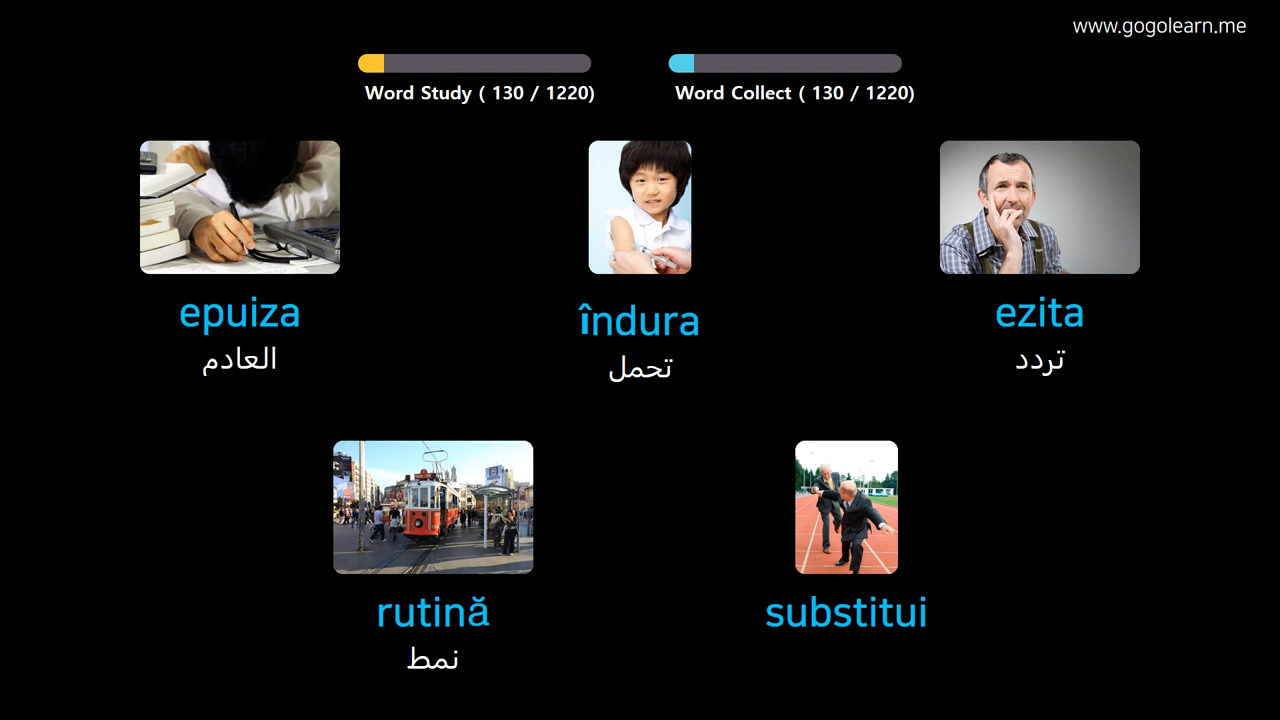 www.gogolearn.me
Word Study ( 130 / 1220)
Word Collect ( 130 / 1220)
epuiza
العادم
îndura
تحمل
ezita
تردد
rutină
نمط
substitui